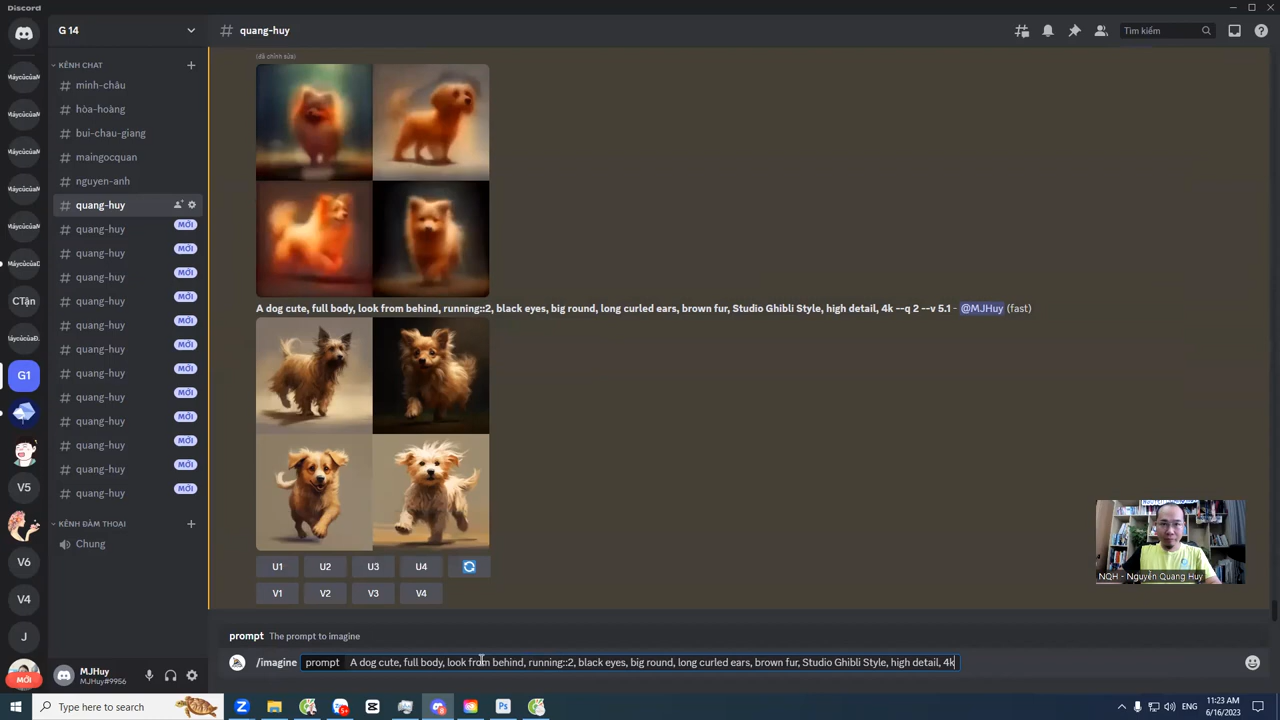 Discord
G 14
quang-huy
Tìm kiếm
MáycủcủaM
MáycủcủaM
MáycủcủaM
MáycủcủaM
MáycủcủaM
CTận
G1
V5
V6
V4
J
MỚI
KÊNH CHAT
minh-châu
hòa-hoàng
bui-chau-giang
maingocquan
nguyen-anh
quang-huy
MỚI
quang-huy
MỚI
quang-huy
MỚI
quang-huy
MỚI
quang-huy
MỚI
quang-huy
MỚI
quang-huy
MỚI
quang-huy
MỚI
quang-huy
MỚI
quang-huy
MỚI
quang-huy
MỚI
quang-huy
MỚI
quang-huy
KÊNH ĐÀM THOẠI
Chung
MJHuy
MJHuy#9956
(đã chỉnh sửa)
A dog cute, full body, look from behind, running::2, black eyes, big round, long curled ears, brown fur, Studio Ghibli Style, high detail, 4k --q 2 --v 5.1 - @MJHuy (fast)
U1 U2 U3 U4
V1 V2 V3 V4
NQH - Nguyễn Quang Huy
prompt The prompt to imagine
/imagine prompt A dog cute, full body, look from behind, running::2, black eyes, big round, long curled ears, brown fur, Studio Ghibli Style, high detail, 4k
Type here to search
5+
ENG
11:23 AM
6/16/2023